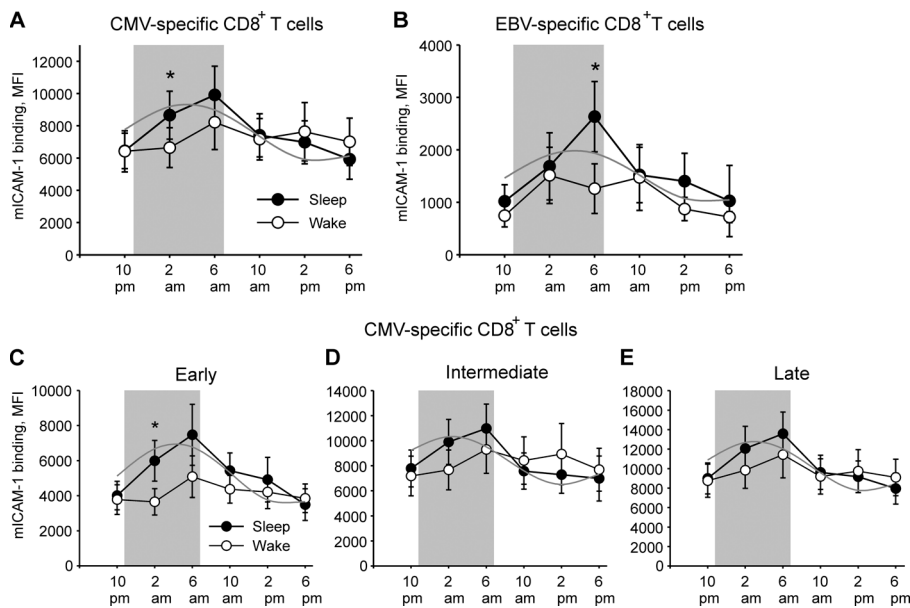 A
CMV-specific CD8+ T cells
mICAM-1 binding, MFI
12000
10000
8000
6000
4000
2000
0
*
Sleep
Wake
10 2 6 10 2 6
pm am am am pm pm
B
EBV-specific CD8+ T cells
mICAM-1 binding, MFI
4000
3000
2000
1000
0
*
10 2 6 10 2 6
pm am am am pm pm
CMV-specific CD8+ T cells
C
Early
mICAM-1 binding, MFI
10000
8000
6000
4000
2000
0
*
Sleep
Wake
10 2 6 10 2 6
pm am am am pm pm
D
Intermediate
14000
12000
10000
8000
6000
4000
2000
0
10 2 6 10 2 6
pm am am am pm pm
E
Late
18000
16000
14000
12000
10000
8000
6000
4000
2000
0
10 2 6 10 2 6
pm am am am pm pm